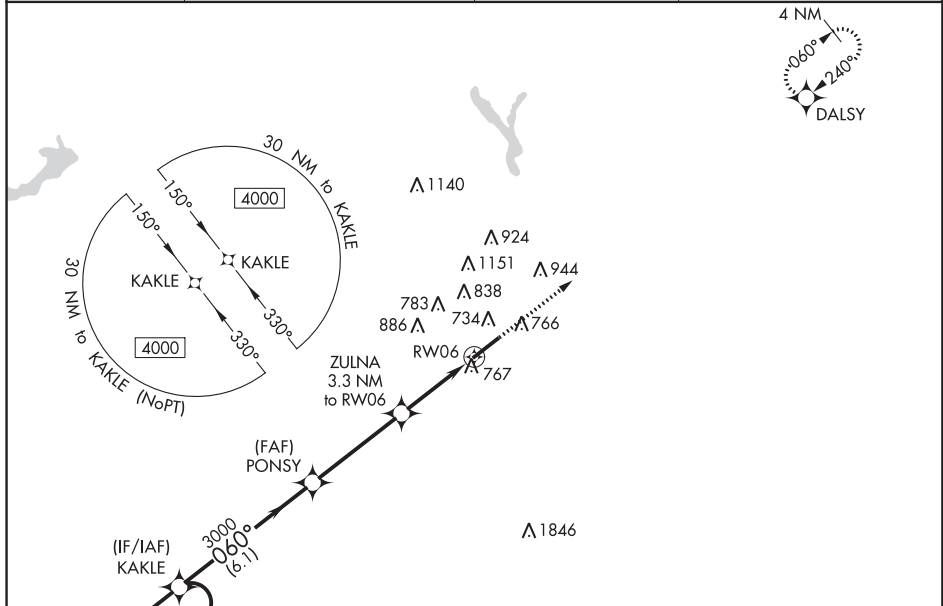 4 NM
060°
240°
DALSY
30 NM to KAKLE
150°
4000
1140
150°
924
KAKLE
1151
944
KAKLE
838
783
734
766
330°
886
30 NM to KAKLE (NoPT)
4000
330°
RW06
767
ZULNA
3.3 NM
to RW06
(FAF)
PONSY
3000
060°
(6.1)
1846
(IF/IAF)
KAKLE